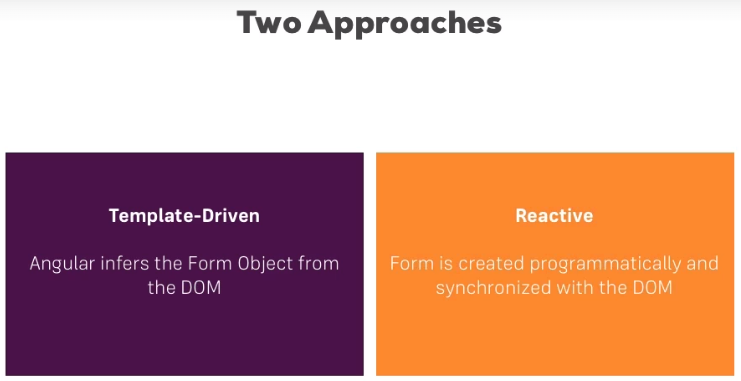 Two Approaches
Template-Driven
Angular infers the Form Object from
the DOM
Reactive
Form is created programmatically and
synchronized with the DOM